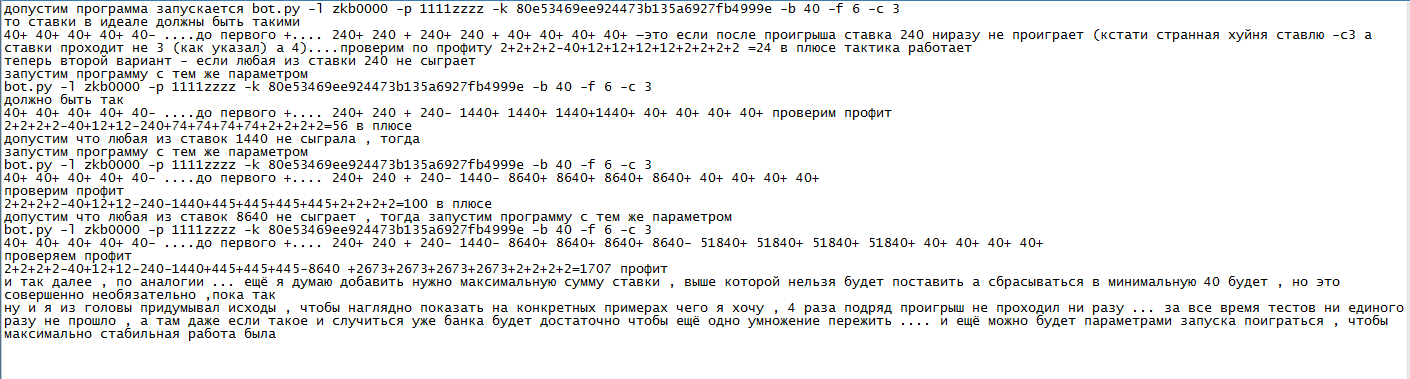 допустим программа запускается bot.py -l zkb0000 -p 1111zzzz -k 80e53469ee924473b135a6927fb4999e -b 40 -f 6 -c 3
то ставки в идеале должны быть такими
40+ 40+ 40+ 40+ 40- ....до первого +.... 240+ 240 + 240+ 240 + 40+ 40+ 40+ 40+ —это если после проигрыша ставка 240 ниразу не проиграет (кстати странная хуйня ставлю -с3 а
ставки проходит не 3 (как указал) а 4)....проверим по профиту 2+2+2+2-40+12+12+12+12+2+2+2+2 =24 в плюсе тактика работает
теперь второй вариант - если любая из ставки 240 не сыграет
запустим программу с тем же параметром
bot.py -l zkb0000 -p 1111zzzz -k 80e53469ee924473b135a6927fb4999e -b 40 -f 6 -c 3
должно быть так
40+ 40+ 40+ 40+ 40- ....до первого +.... 240+ 240 + 240- 1440+ 1440+ 1440+1440+ 40+ 40+ 40+ 40+ проверим профит
2+2+2+2-40+12+12-240+74+74+74+74+2+2+2+2=56 в плюсе
допустим что любая из ставок 1440 не сыграла , тогда
запустим программу с тем же параметром
bot.py -l zkb0000 -p 1111zzzz -k 80e53469ee924473b135a6927fb4999e -b 40 -f 6 -c 3
40+ 40+ 40+ 40+ 40- ....до первого +.... 240+ 240 + 240- 1440- 8640+ 8640+ 8640+ 8640+ 40+ 40+ 40+ 40+
проверим профит
2+2+2+2-40+12+12-240-1440+445+445+445+445+2+2+2+2=100 в плюсе
допустим что любая из ставок 8640 не сыграет , тогда запустим программу с тем же параметром
bot.py -l zkb0000 -p 1111zzzz -k 80e53469ee924473b135a6927fb4999e -b 40 -f 6 -c 3
40+ 40+ 40+ 40+ 40- ....до первого +.... 240+ 240 + 240- 1440- 8640+ 8640+ 8640+ 8640- 51840+ 51840+ 51840+ 51840+ 40+ 40+ 40+ 40+
проверяем профит
2+2+2+2-40+12+12-240-1440+445+445+445-8640 +2673+2673+2673+2673+2+2+2+2=1707 профит
и так далее , по аналогии ... ещё я думаю добавить нужно максимальную сумму ставки , выше которой нельзя будет поставить а сбрасываться в минимальную 40 будет , но это
совершенно необязательно ,пока так
ну и я из головы придумывал исходы , чтобы наглядно показать на конкретных примерах чего я хочу , 4 раза подряд проигрыш не проходил ни разу ... за все время тестов ни единого
разу не прошло , а там даже если такое и случиться уже банка будет достаточно чтобы ещё одно умножение пережить .... и ещё можно будет параметрами запуска поиграться , чтобы
максимально стабильная работа была